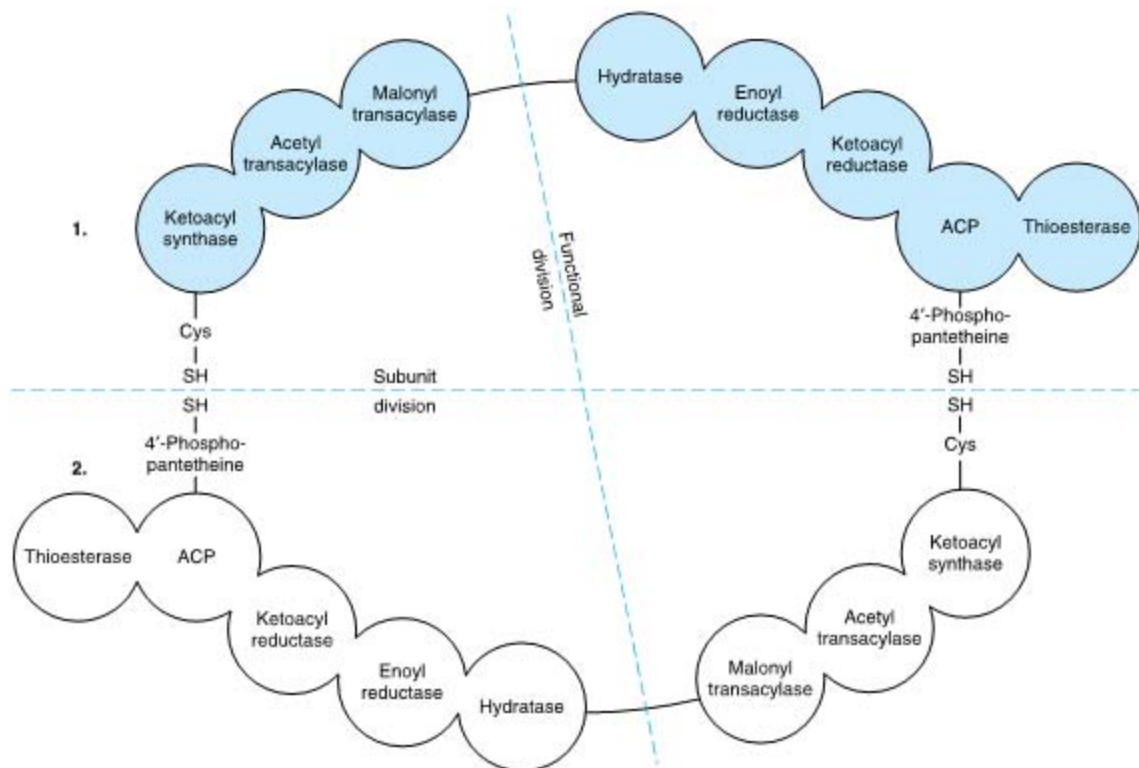 Malonyl
transacylase
Hydratase
Enoyl
reductase
Acetyl
transacylase
Ketoacyl
reductase
1.
Ketoacyl
synthase
ACP
Thioesterase
Functional
division
Cys
SH
4′-Phospho-
pantetheine
SH
Subunit
division
SH
4′-Phospho-
pantetheine
SH
Cys
2.
Thioesterase
ACP
Ketoacyl
synthase
Ketoacyl
reductase
Acetyl
transacylase
Enoyl
reductase
Malonyl
transacylase
Hydratase